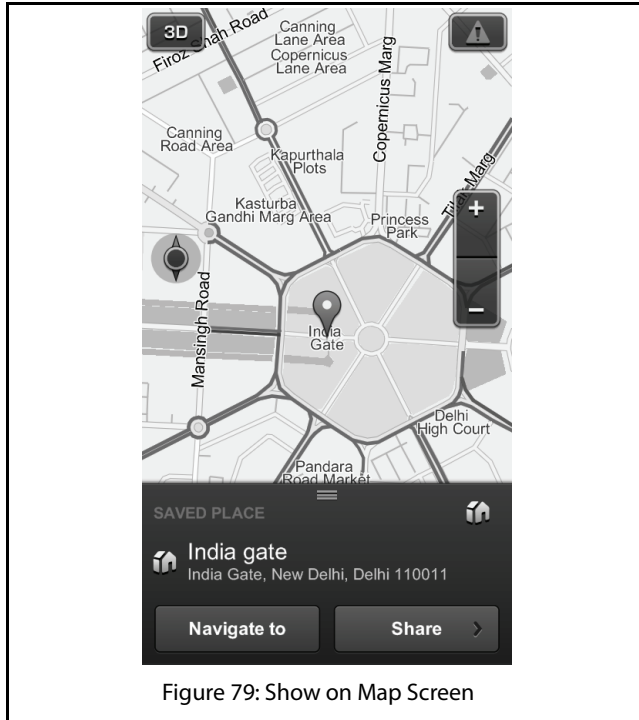 3D
Firoz Shah Road
Canning
Lane Area
Copernicus
Lane Area
Copernicus Marg
Canning
Road Area
Kapurthala
Plots
Tilak Marg
Kasturba
Gandhi Marg Area
Princess
Park
+
−
Mansingh Road
India
Gate
Delhi
High Court
Pandara
Road Market
SAVED PLACE
India gate
India Gate, New Delhi, Delhi 110011
Navigate to
Share
Figure 79: Show on Map Screen